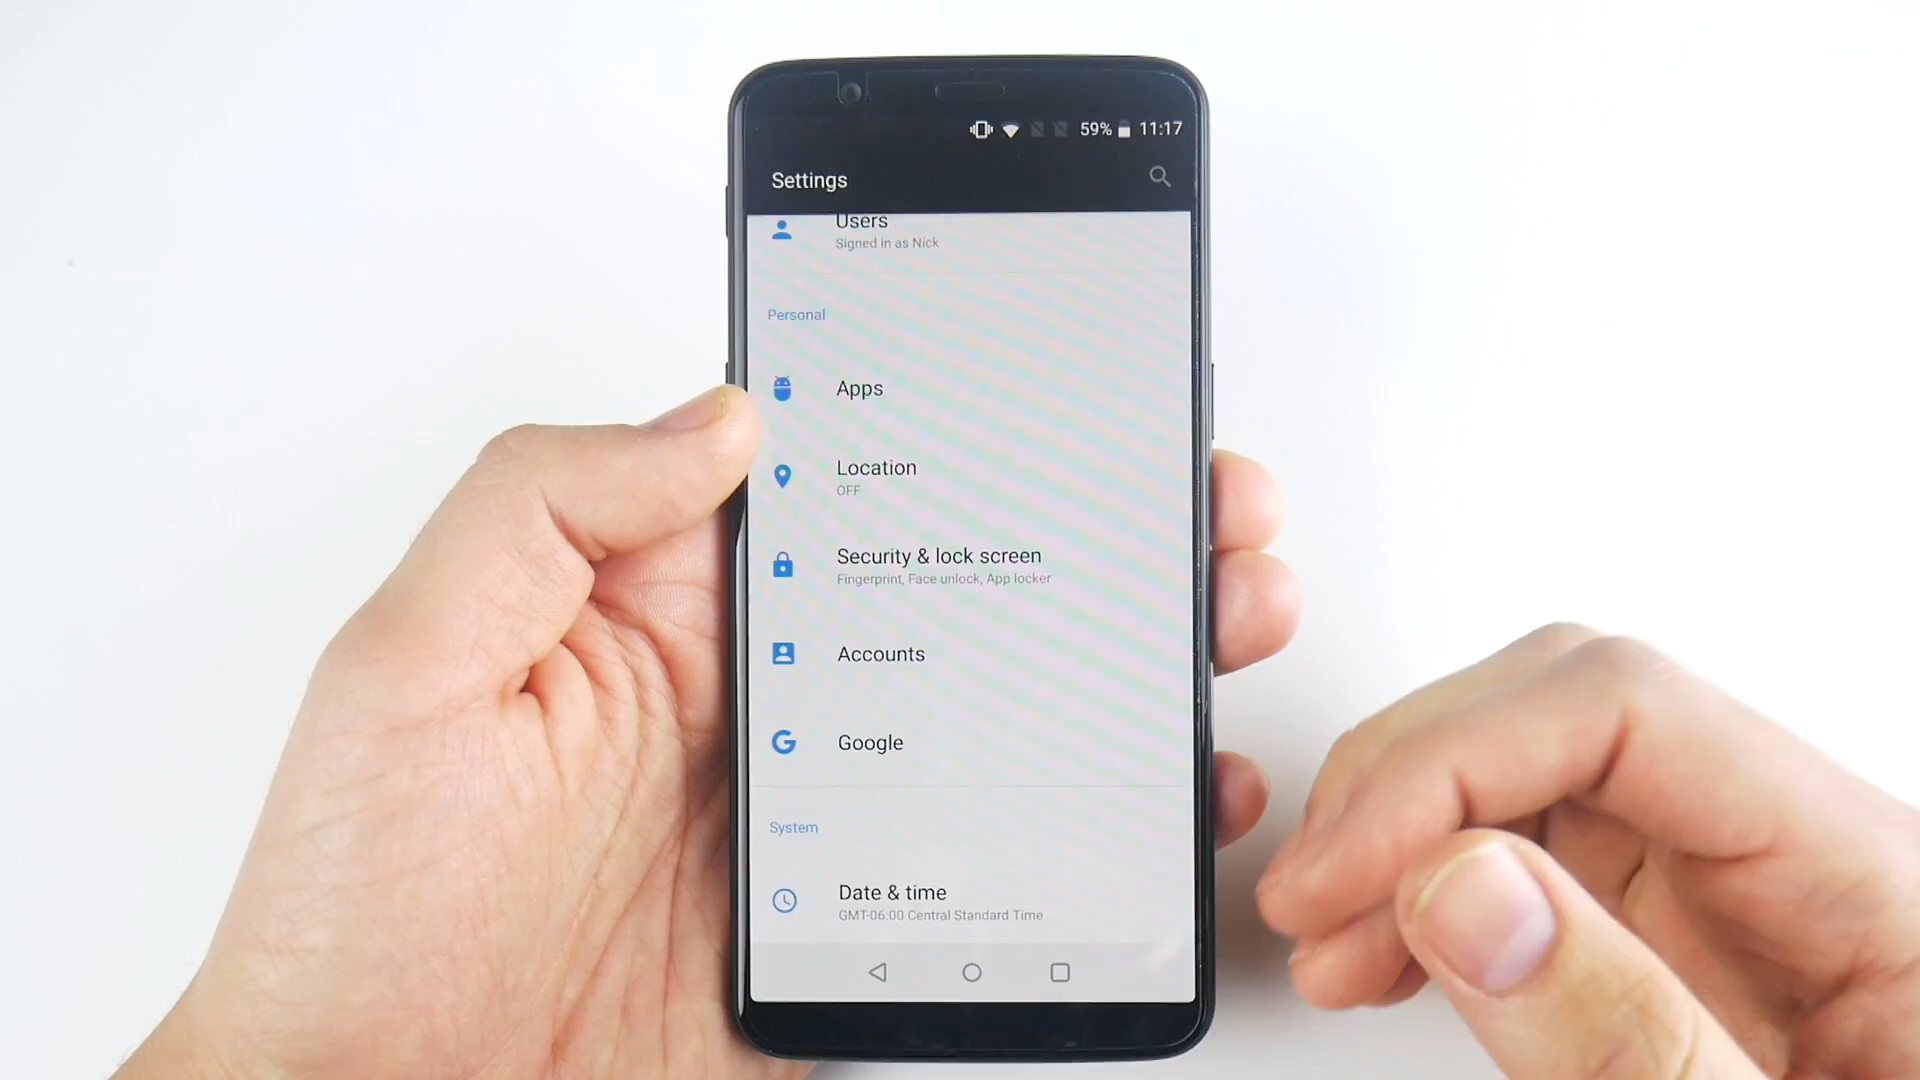 59% 11:17
Settings
Users
Signed in as Nick
Personal
Apps
Location
OFF
Security & lock screen
Fingerprint, Face unlock, App locker
Accounts
Google
System
Date & time
GMT-06:00 Central Standard Time